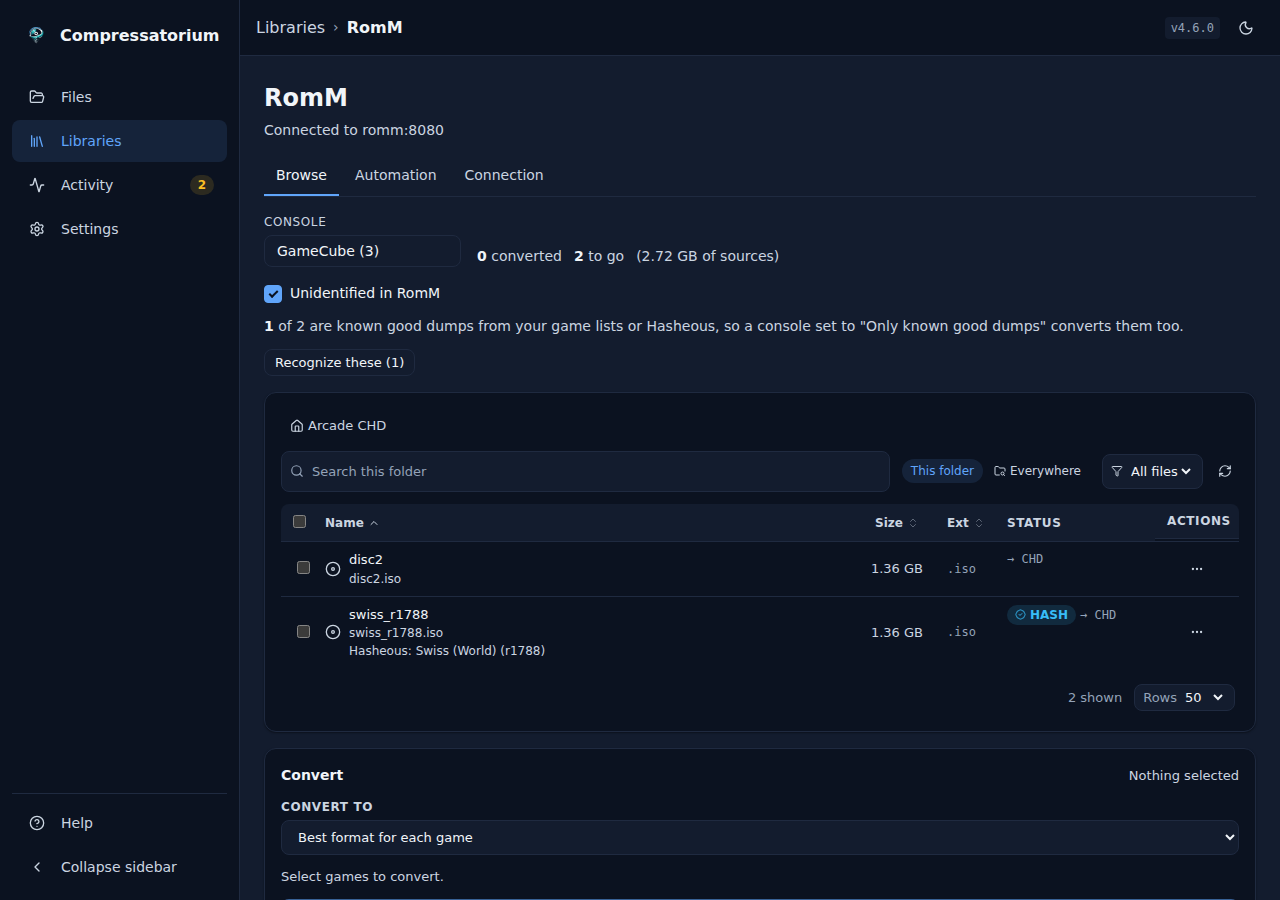 Compressatorium
Libraries › RomM
v4.6.0
Files
Libraries
Activity
2
Settings
Help
Collapse sidebar
RomM
Connected to romm:8080
Browse
Automation
Connection
CONSOLE
GameCube (3)
0 converted 2 to go (2.72 GB of sources)
Unidentified in RomM
1 of 2 are known good dumps from your game lists or Hasheous, so a console set to "Only known good dumps" converts them too.
Recognize these (1)
Arcade CHD
Search this folder
This folder
Everywhere
All files
Name
Size
Ext
STATUS
ACTIONS
disc2
disc2.iso
1.36 GB
.iso
→ CHD
swiss_r1788
swiss_r1788.iso
Hasheous: Swiss (World) (r1788)
1.36 GB
.iso
HASH → CHD
2 shown
Rows 50
Convert
Nothing selected
CONVERT TO
Best format for each game
Select games to convert.